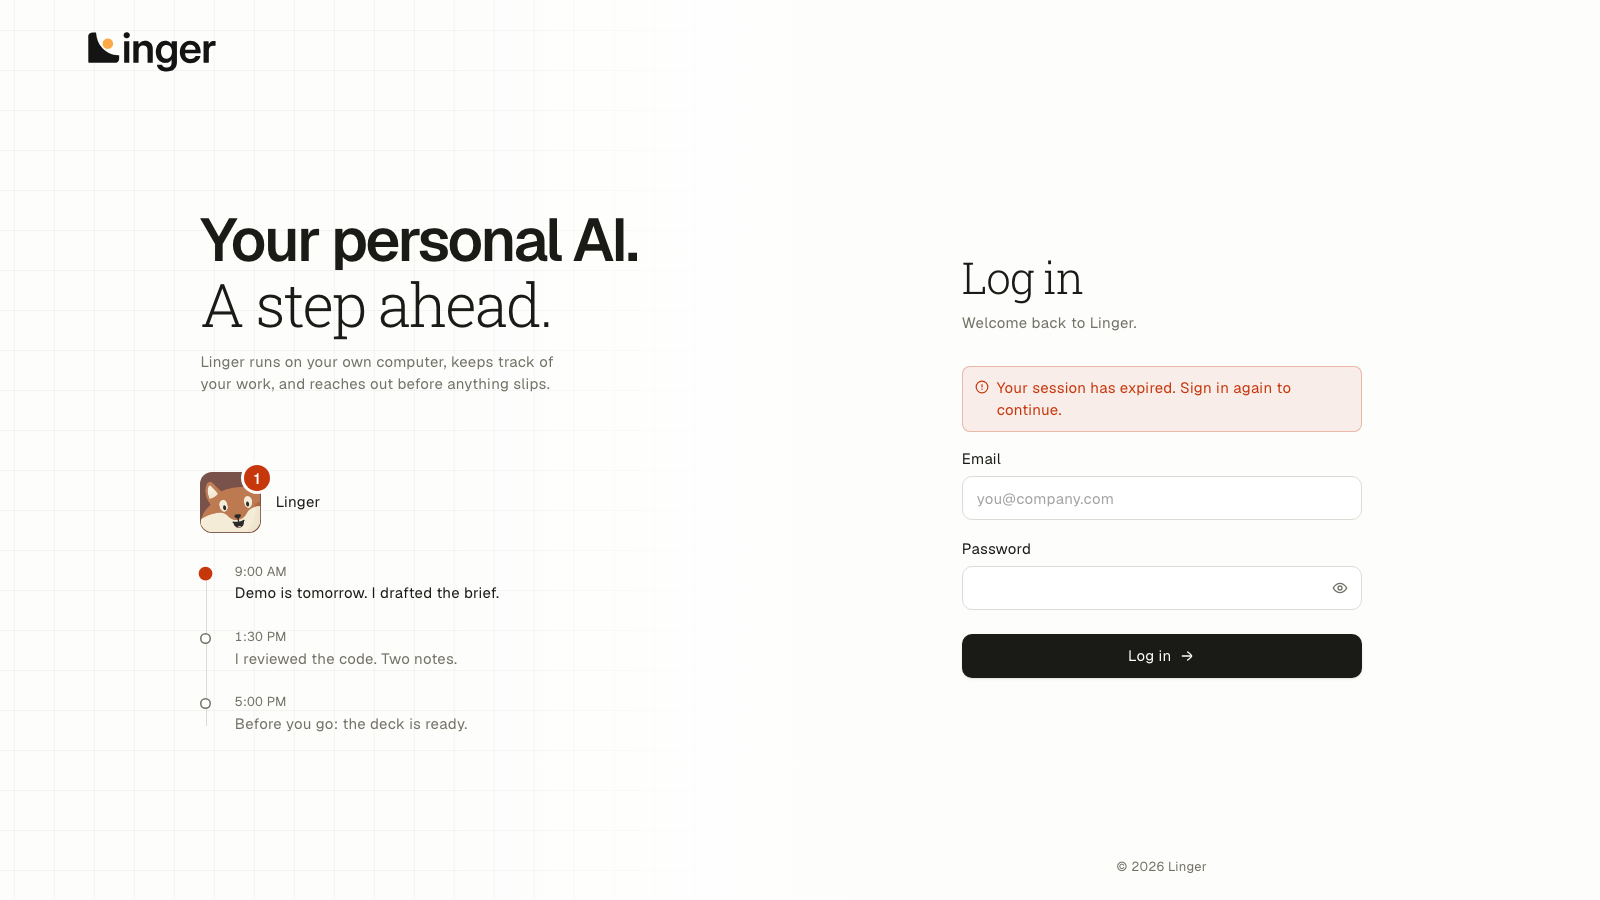 Linger
Your personal AI.
A step ahead.
Linger runs on your own computer, keeps track of
your work, and reaches out before anything slips.
1
Linger
9:00 AM
Demo is tomorrow. I drafted the brief.
1:30 PM
I reviewed the code. Two notes.
5:00 PM
Before you go: the deck is ready.
Log in
Welcome back to Linger.
Your session has expired. Sign in again to
continue.
Email
you@company.com
Password
Log in →
© 2026 Linger